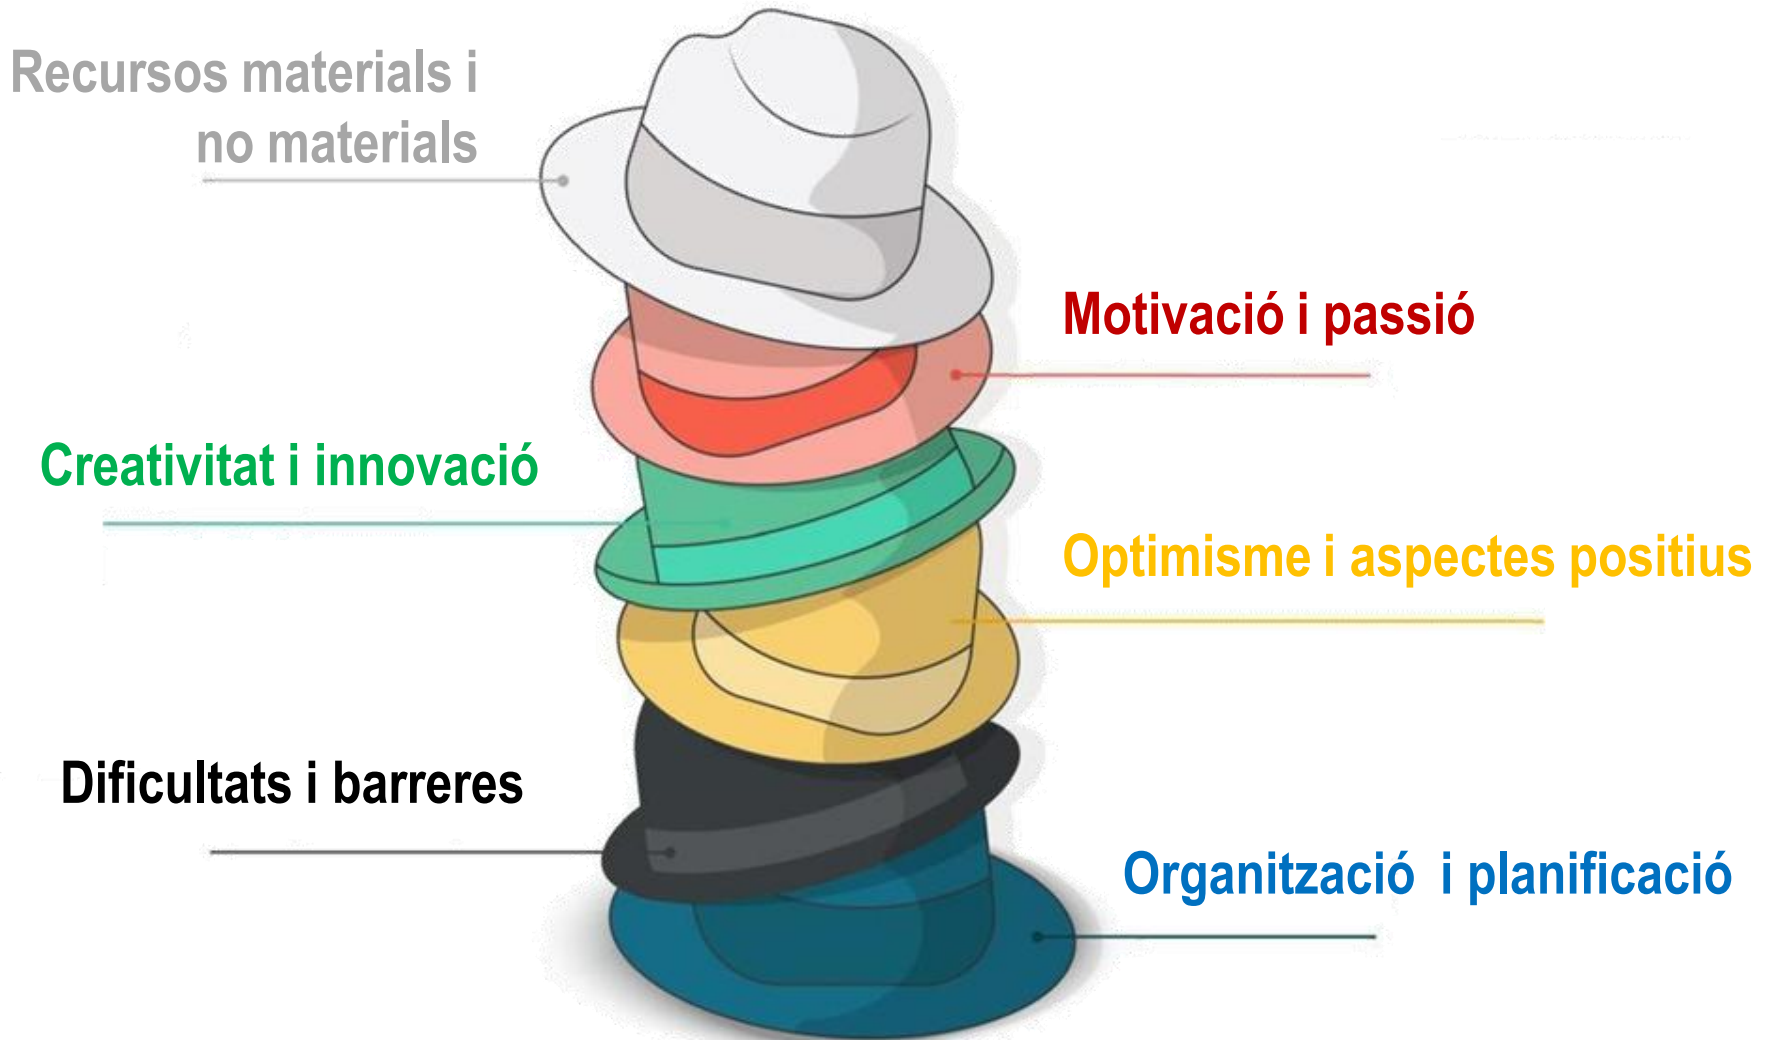 Recursos materials i
no materials
Motivació i passió
Creativitat i innovació
Optimisme i aspectes positius
Dificultats i barreres
Organització  i planificació